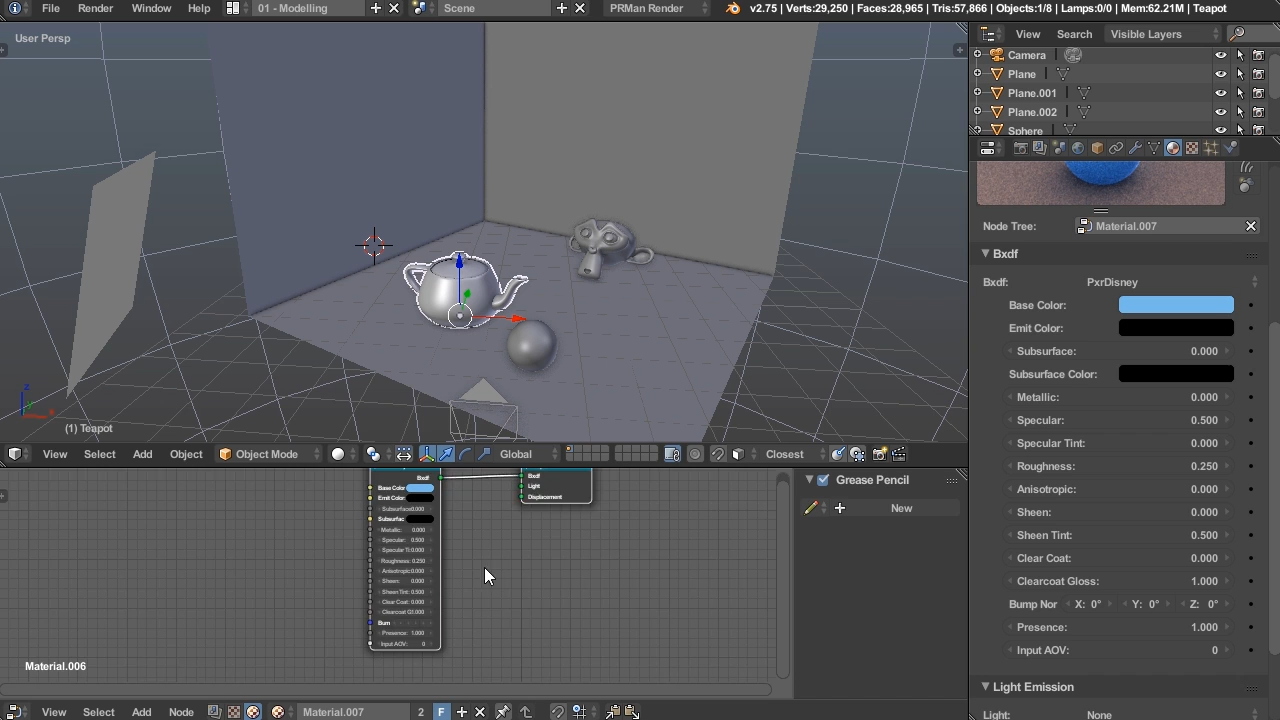 File Render Window Help 01 - Modelling Scene PRMan Render v2.75 | Verts:29,250 | Faces:28,965 | Tris:57,866 | Objects:1/8 | Lamps:0/0 | Mem:62.21M | Teapot
User Persp
View Search Visible Layers
Camera
Plane
Plane.001
Plane.002
Sphere
Node Tree: Material.007
Bxdf
Bxdf: PxrDisney
Base Color:
Emit Color:
Subsurface: 0.000
Subsurface Color:
Metallic: 0.000
Specular: 0.500
Specular Tint: 0.000
Roughness: 0.250
Anisotropic: 0.000
Sheen: 0.000
Sheen Tint: 0.500
Clear Coat: 0.000
Clearcoat Gloss: 1.000
Bump Nor X: 0° Y: 0° Z: 0°
Presence: 1.000
Input AOV: 0
Light Emission
Light: None
z
x
(1) Teapot
View Select Add Object Object Mode Global Closest
Bxdf
Base Color
Emit Color:
Subsurface0.000
Subsurfac
Metallic: 0.000
Specular: 0.500
Specular Ti:0.000
Roughness: 0.250
Anisotropic0.000
Sheen: 0.000
Sheen Tint: 0.500
Clear Coat: 0.000
Clearcoat G1.000
Bum
Presence: 1.000
Input AOV: 0
Bxdf
Light
Displacement
Grease Pencil
New
Material.006
View Select Add Node Material.007 2 F